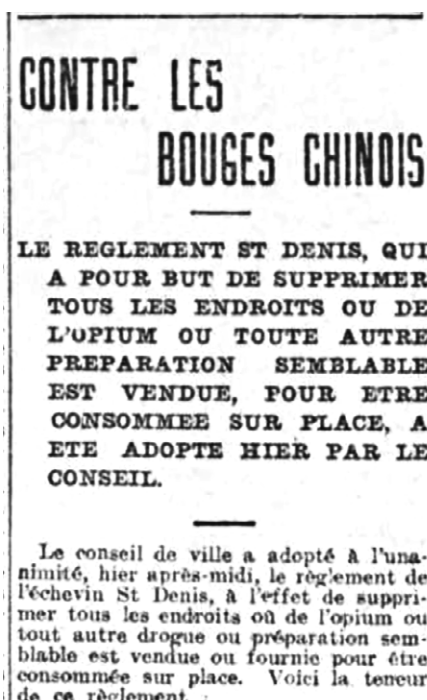 CONTRE LES
BOUGES CHINOIS
LE REGLEMENT ST DENIS, QUI
A POUR BUT DE SUPPRIMER
TOUS LES ENDROITS OU DE
L'OPIUM OU TOUTE AUTRE
PREPARATION SEMBLABLE
EST VENDUE, POUR ETRE
CONSOMMEE SUR PLACE, A
ETE ADOPTE HIER PAR LE
CONSEIL.
Le conseil de ville a adopté à l'una-
nimité, hier après-midi, le règlement de
l'échevin St Denis, à l'effet de suppri-
mer tous les endroits où de l'opium ou
tout autre drogue ou préparation sem-
blable est vendue ou fournie pour être
consommée sur place. Voici la teneur
de ce règlement.